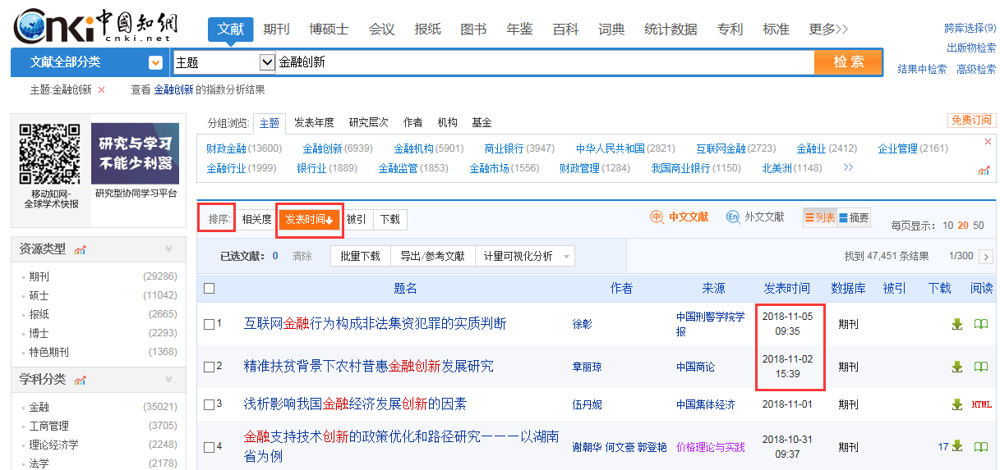 Cnki中國知網
cnki.net
文献 期刊 博硕士 会议 报纸 图书 年鉴 百科 词典 统计数据 专利 标准 更多>>
跨库选择(9)
出版物检索
文献全部分类 主题 金融创新 检索
结果中检索 高级检索
主题:金融创新 × 查看 金融创新 的指数分析结果
研究与学习
不能少利器
移动知网-
全球学术快报
研究型协同学习平台
分组浏览: 主题 发表年度 研究层次 作者 机构 基金 免费订阅
财政金融(13600) 金融创新(6939) 金融机构(5901) 商业银行(3947) 中华人民共和国(2821) 互联网金融(2723) 金融业(2412) 企业管理(2161) ×
金融行业(1999) 银行业(1889) 金融监管(1853) 金融市场(1556) 财政管理(1284) 我国商业银行(1150) 北美洲(1148) >>
排序: 相关度 发表时间↓ 被引 下载 中 中文文献 En 外文文献 列表 摘要 每页显示: 10 20 50
已选文献: 0 清除 批量下载 导出/参考文献 计量可视化分析 找到 47,451 条结果 1/300 >
题名 作者 来源 发表时间 数据库 被引 下载 阅读
1 互联网金融行为构成非法集资犯罪的实质判断 徐彰 中国刑警学院学报 2018-11-05 09:35 期刊
2 精准扶贫背景下农村普惠金融创新发展研究 章丽琼 中国商论 2018-11-02 15:39 期刊
3 浅析影响我国金融经济发展创新的因素 伍丹妮 中国集体经济 2018-11-01 期刊 HTML
4 金融支持技术创新的政策优化和路径研究一一一以湖南
省为例 谢朝华 何文豪 郭登艳 价格理论与实践 2018-10-31 09:37 期刊 17
资源类型
期刊 (29286)
硕士 (11042)
报纸 (2665)
博士 (2293)
特色期刊 (1368)
学科分类
金融 (35021)
工商管理 (3705)
理论经济学 (2248)
法学 (2178)